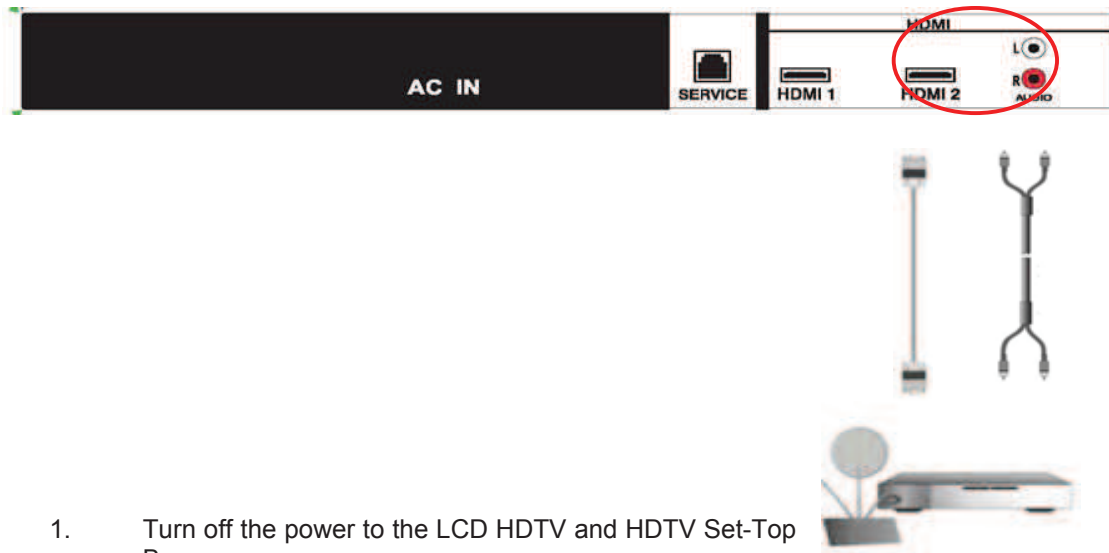 HDMI
L
AC IN
R
SERVICE
HDMI 1
HDMI 2
AUDIO
1. Turn off the power to the LCD HDTV and HDTV Set-Top